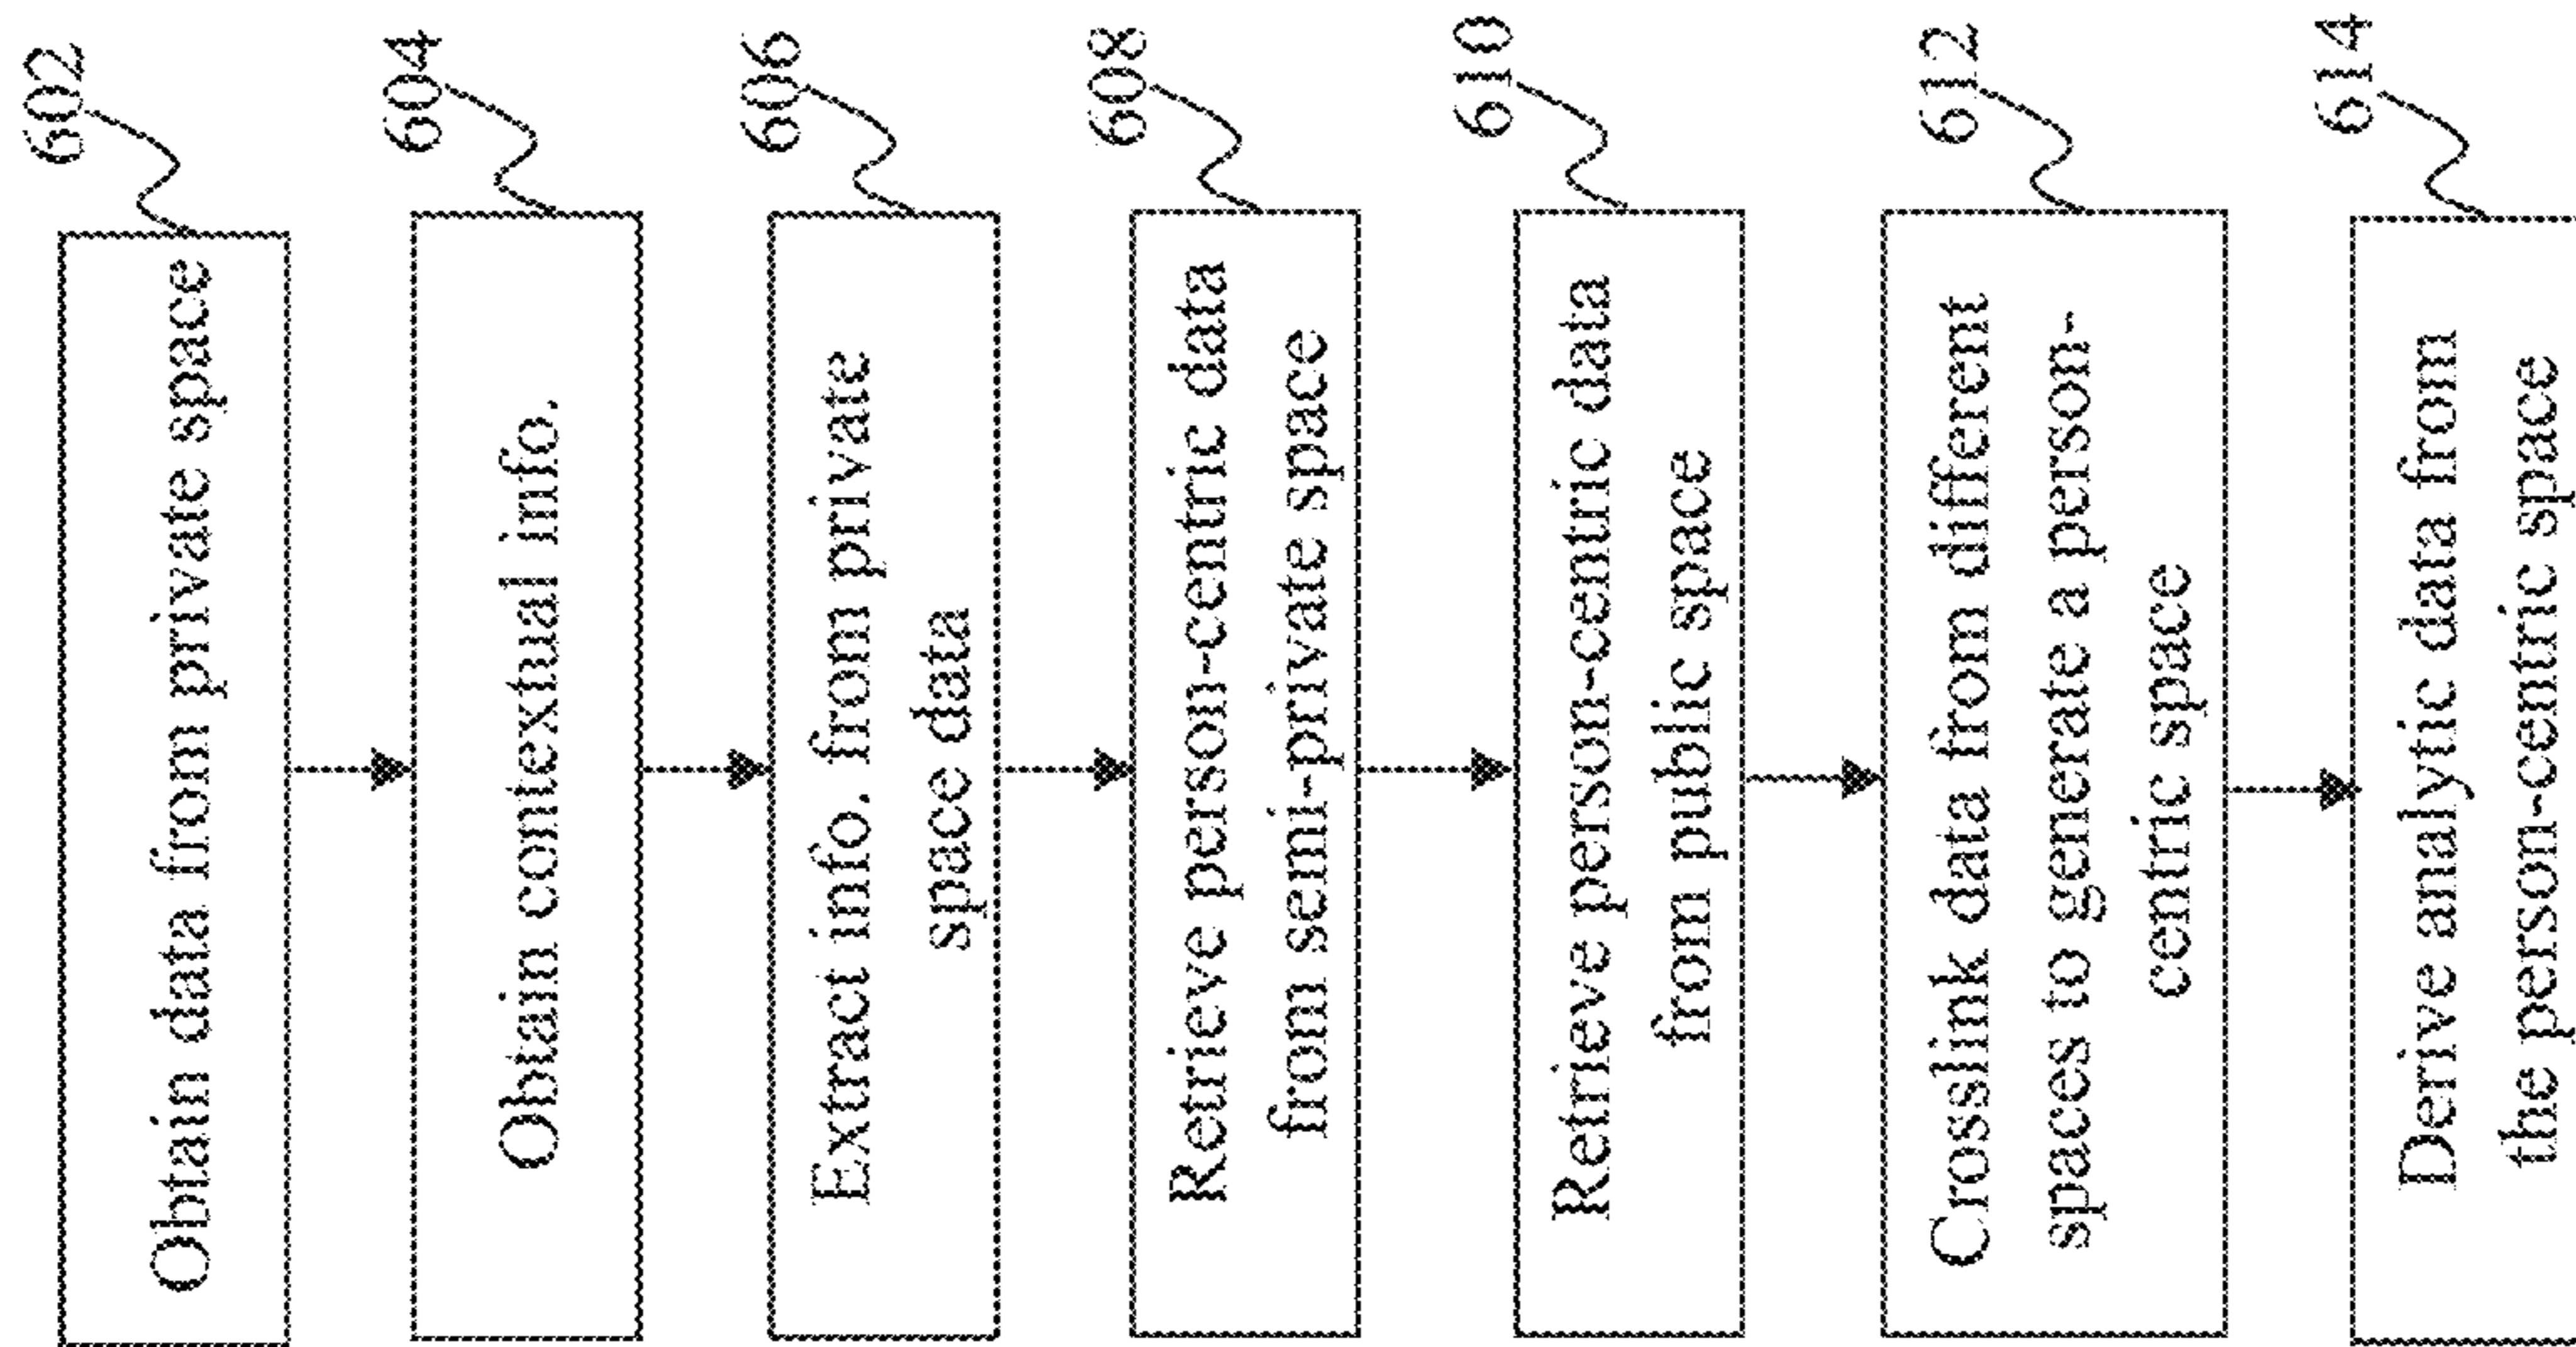 602
Obtain data from private space
604
Obtain contextual info.
606
Extract info. from private
space data
608
Retrieve person-centric data
from semi-private space
610
Retrieve person-centric data
from public space
612
Crosslink data from different
spaces to generate a person-
centric space
614
Derive analytic data from
the person-centric space